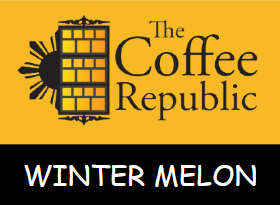 The
Coffee
Republic
WINTER MELON